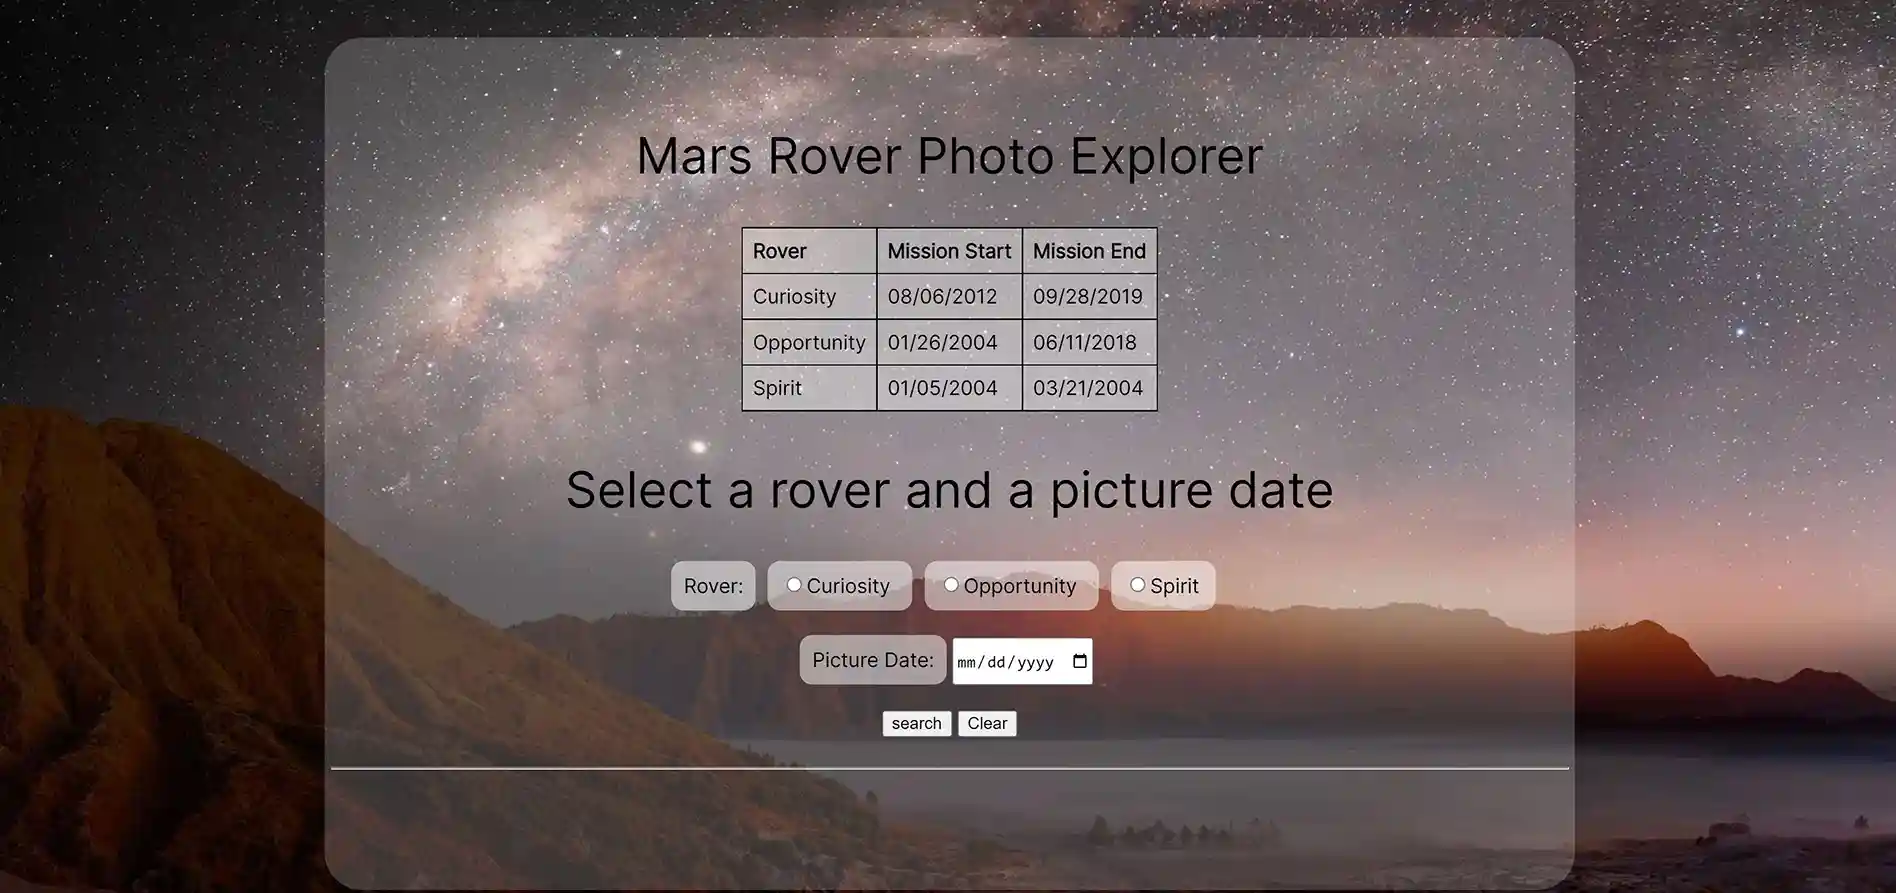 Mars Rover Photo Explorer
Rover Mission Start Mission End
Curiosity 08/06/2012 09/28/2019
Opportunity 01/26/2004 06/11/2018
Spirit 01/05/2004 03/21/2004
Select a rover and a picture date
Rover: Curiosity Opportunity Spirit
Picture Date: mm/dd/yyyy
search Clear